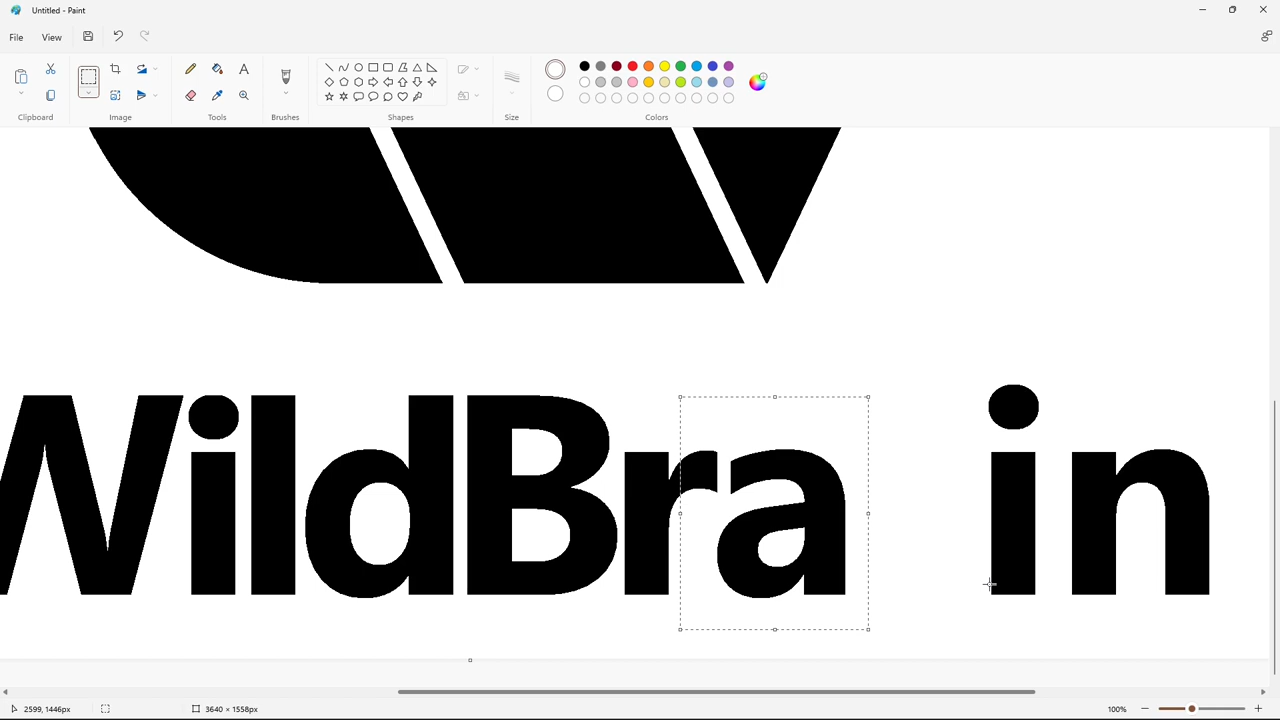 Untitled - Paint
File View
Clipboard Image Tools Brushes Shapes Size Colors
WildBra in
2599, 1446px 3640 × 1558px 100%